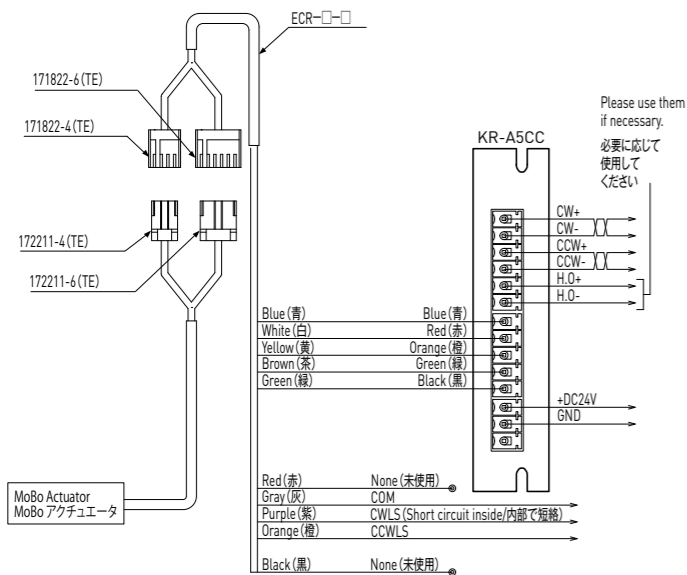 ECR-□-□
171822-6(TE)
171822-4(TE)
172211-4(TE)
172211-6(TE)
MoBo Actuator
MoBo アクチュエータ
KR-A5CC
Please use them
if necessary.
必要に応じて
使用して
ください
CW+
CW-
CCW+
CCW-
H.O+
H.O-
Blue(青) Blue(青)
White(白) Red(赤)
Yellow(黄) Orange(橙)
Brown(茶) Green(緑)
Green(緑) Black(黒)
+DC24V
GND
Red(赤) None(未使用)
Gray(灰) COM
Purple(紫) CWLS(Short circuit inside/内部で短絡)
Orange(橙) CCWLS
Black(黒) None(未使用)